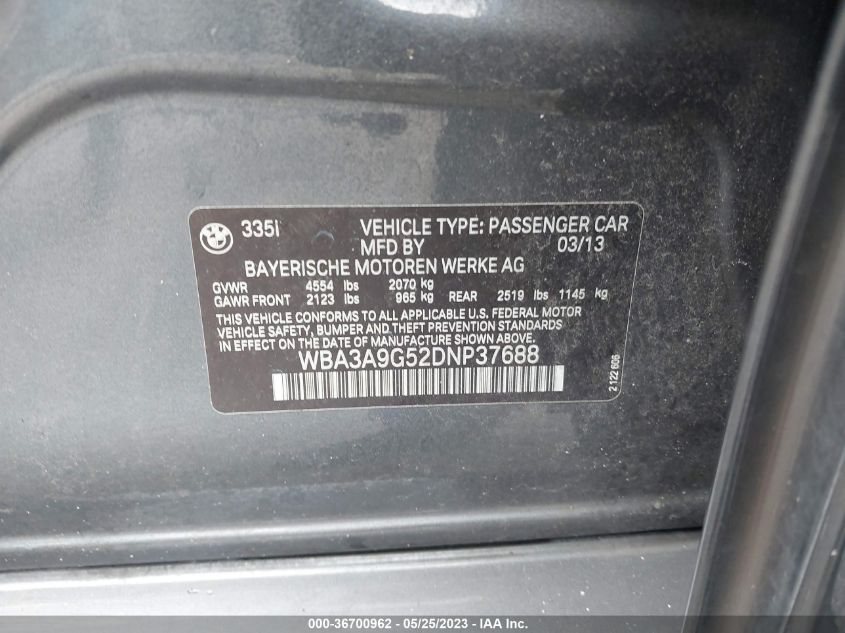 335I VEHICLE TYPE: PASSENGER CAR
MFD BY 03/13
BAYERISCHE MOTOREN WERKE AG
GVWR 4554 lbs 2070 kg
GAWR FRONT 2123 lbs 965 kg REAR 2519 lbs 1145 kg
THIS VEHICLE CONFORMS TO ALL APPLICABLE U.S. FEDERAL MOTOR
VEHICLE SAFETY, BUMPER AND THEFT PREVENTION STANDARDS
IN EFFECT ON THE DATE OF MANUFACTURE SHOWN ABOVE.
WBA3A9G52DNP37688
2 122 606
000-36700962 - 05/25/2023 - IAA Inc.